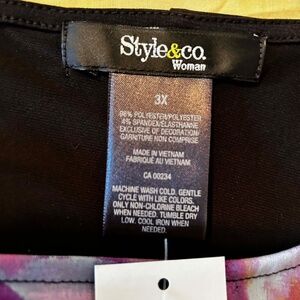 Style&co.
Woman
3X
96% POLYESTER/POLYESTER
4% SPANDEX/ELASTHANNE
EXCLUSIVE OF DECORATION/
GARNITURE NON COMPRISE
MADE IN VIETNAM
FABRIQUÉ AU VIETNAM
CA 00234
MACHINE WASH COLD. GENTLE
CYCLE WITH LIKE COLORS.
ONLY NON-CHLORINE BLEACH
WHEN NEEDED. TUMBLE DRY
LOW. COOL IRON WHEN
NEEDED.